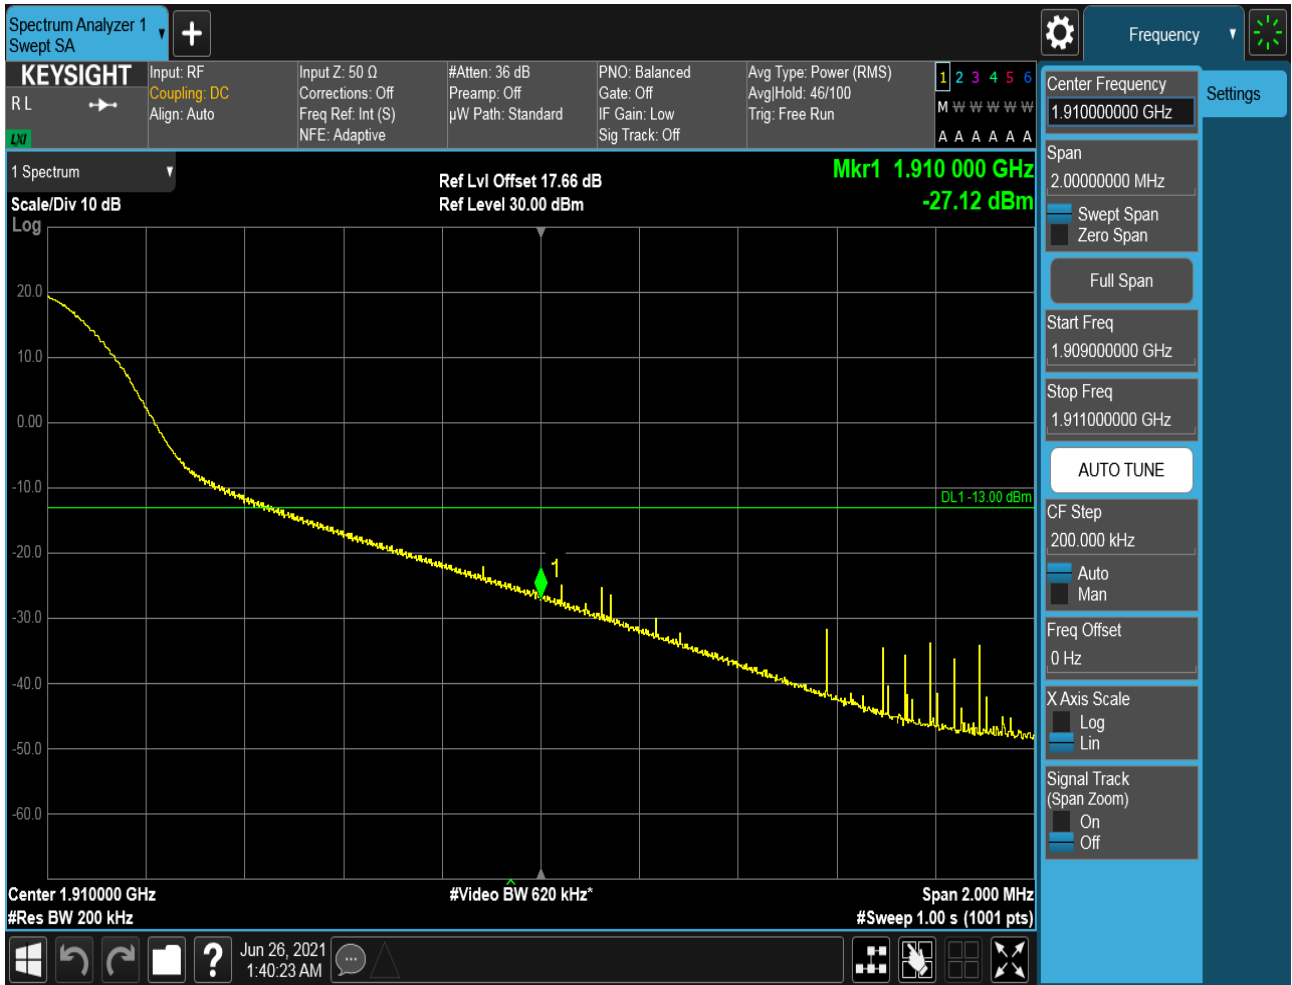 Spectrum Analyzer 1
Swept SA
Frequency
KEYSIGHT
R L
LXI
Input: RF
Coupling: DC
Align: Auto
Input Z: 50 Ω
Corrections: Off
Freq Ref: Int (S)
NFE: Adaptive
#Atten: 36 dB
Preamp: Off
µW Path: Standard
PNO: Balanced
Gate: Off
IF Gain: Low
Sig Track: Off
Avg Type: Power (RMS)
Avg|Hold: 46/100
Trig: Free Run
1 2 3 4 5 6
M W W W W W
A A A A A A
1 Spectrum
Scale/Div 10 dB
Log
Ref Lvl Offset 17.66 dB
Ref Level 30.00 dBm
Mkr1 1.910 000 GHz
-27.12 dBm
20.0
10.0
0.00
-10.0
-20.0
-30.0
-40.0
-50.0
-60.0
DL1 -13.00 dBm
1
Center 1.910000 GHz
#Res BW 200 kHz
#Video BW 620 kHz*
Span 2.000 MHz
#Sweep 1.00 s (1001 pts)
Jun 26, 2021
1:40:23 AM
Center Frequency
1.910000000 GHz
Settings
Span
2.00000000 MHz
Swept Span
Zero Span
Full Span
Start Freq
1.909000000 GHz
Stop Freq
1.911000000 GHz
AUTO TUNE
CF Step
200.000 kHz
Auto
Man
Freq Offset
0 Hz
X Axis Scale
Log
Lin
Signal Track
(Span Zoom)
On
Off